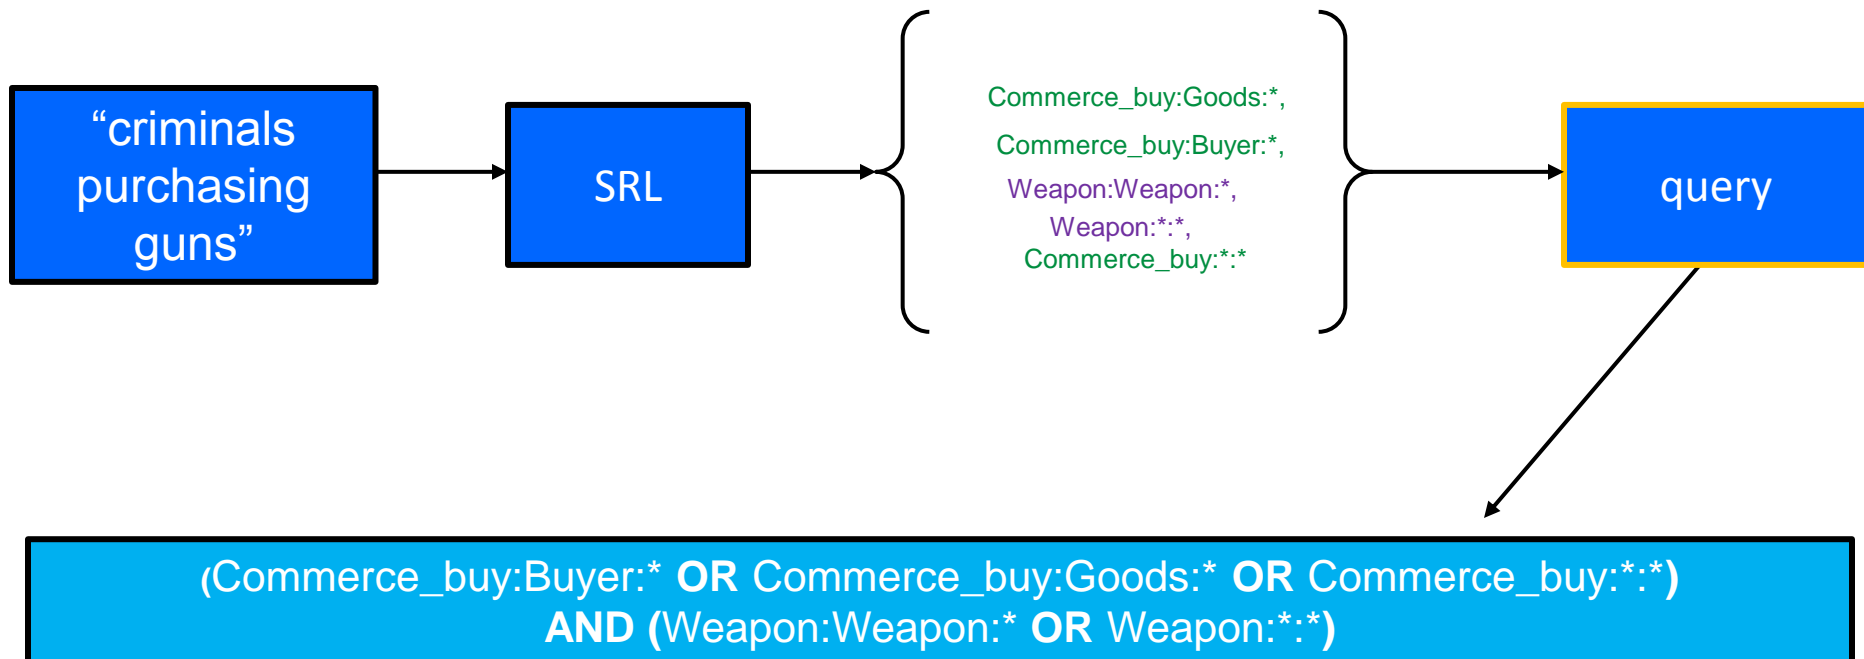 “criminals
purchasing
guns”
SRL
Commerce_buy:Goods:*,
Commerce_buy:Buyer:*,
Weapon:Weapon:*,
Weapon:*:*,
Commerce_buy:*:*
query
(Commerce_buy:Buyer:* OR Commerce_buy:Goods:* OR Commerce_buy:*:*)
AND (Weapon:Weapon:* OR Weapon:*:*)